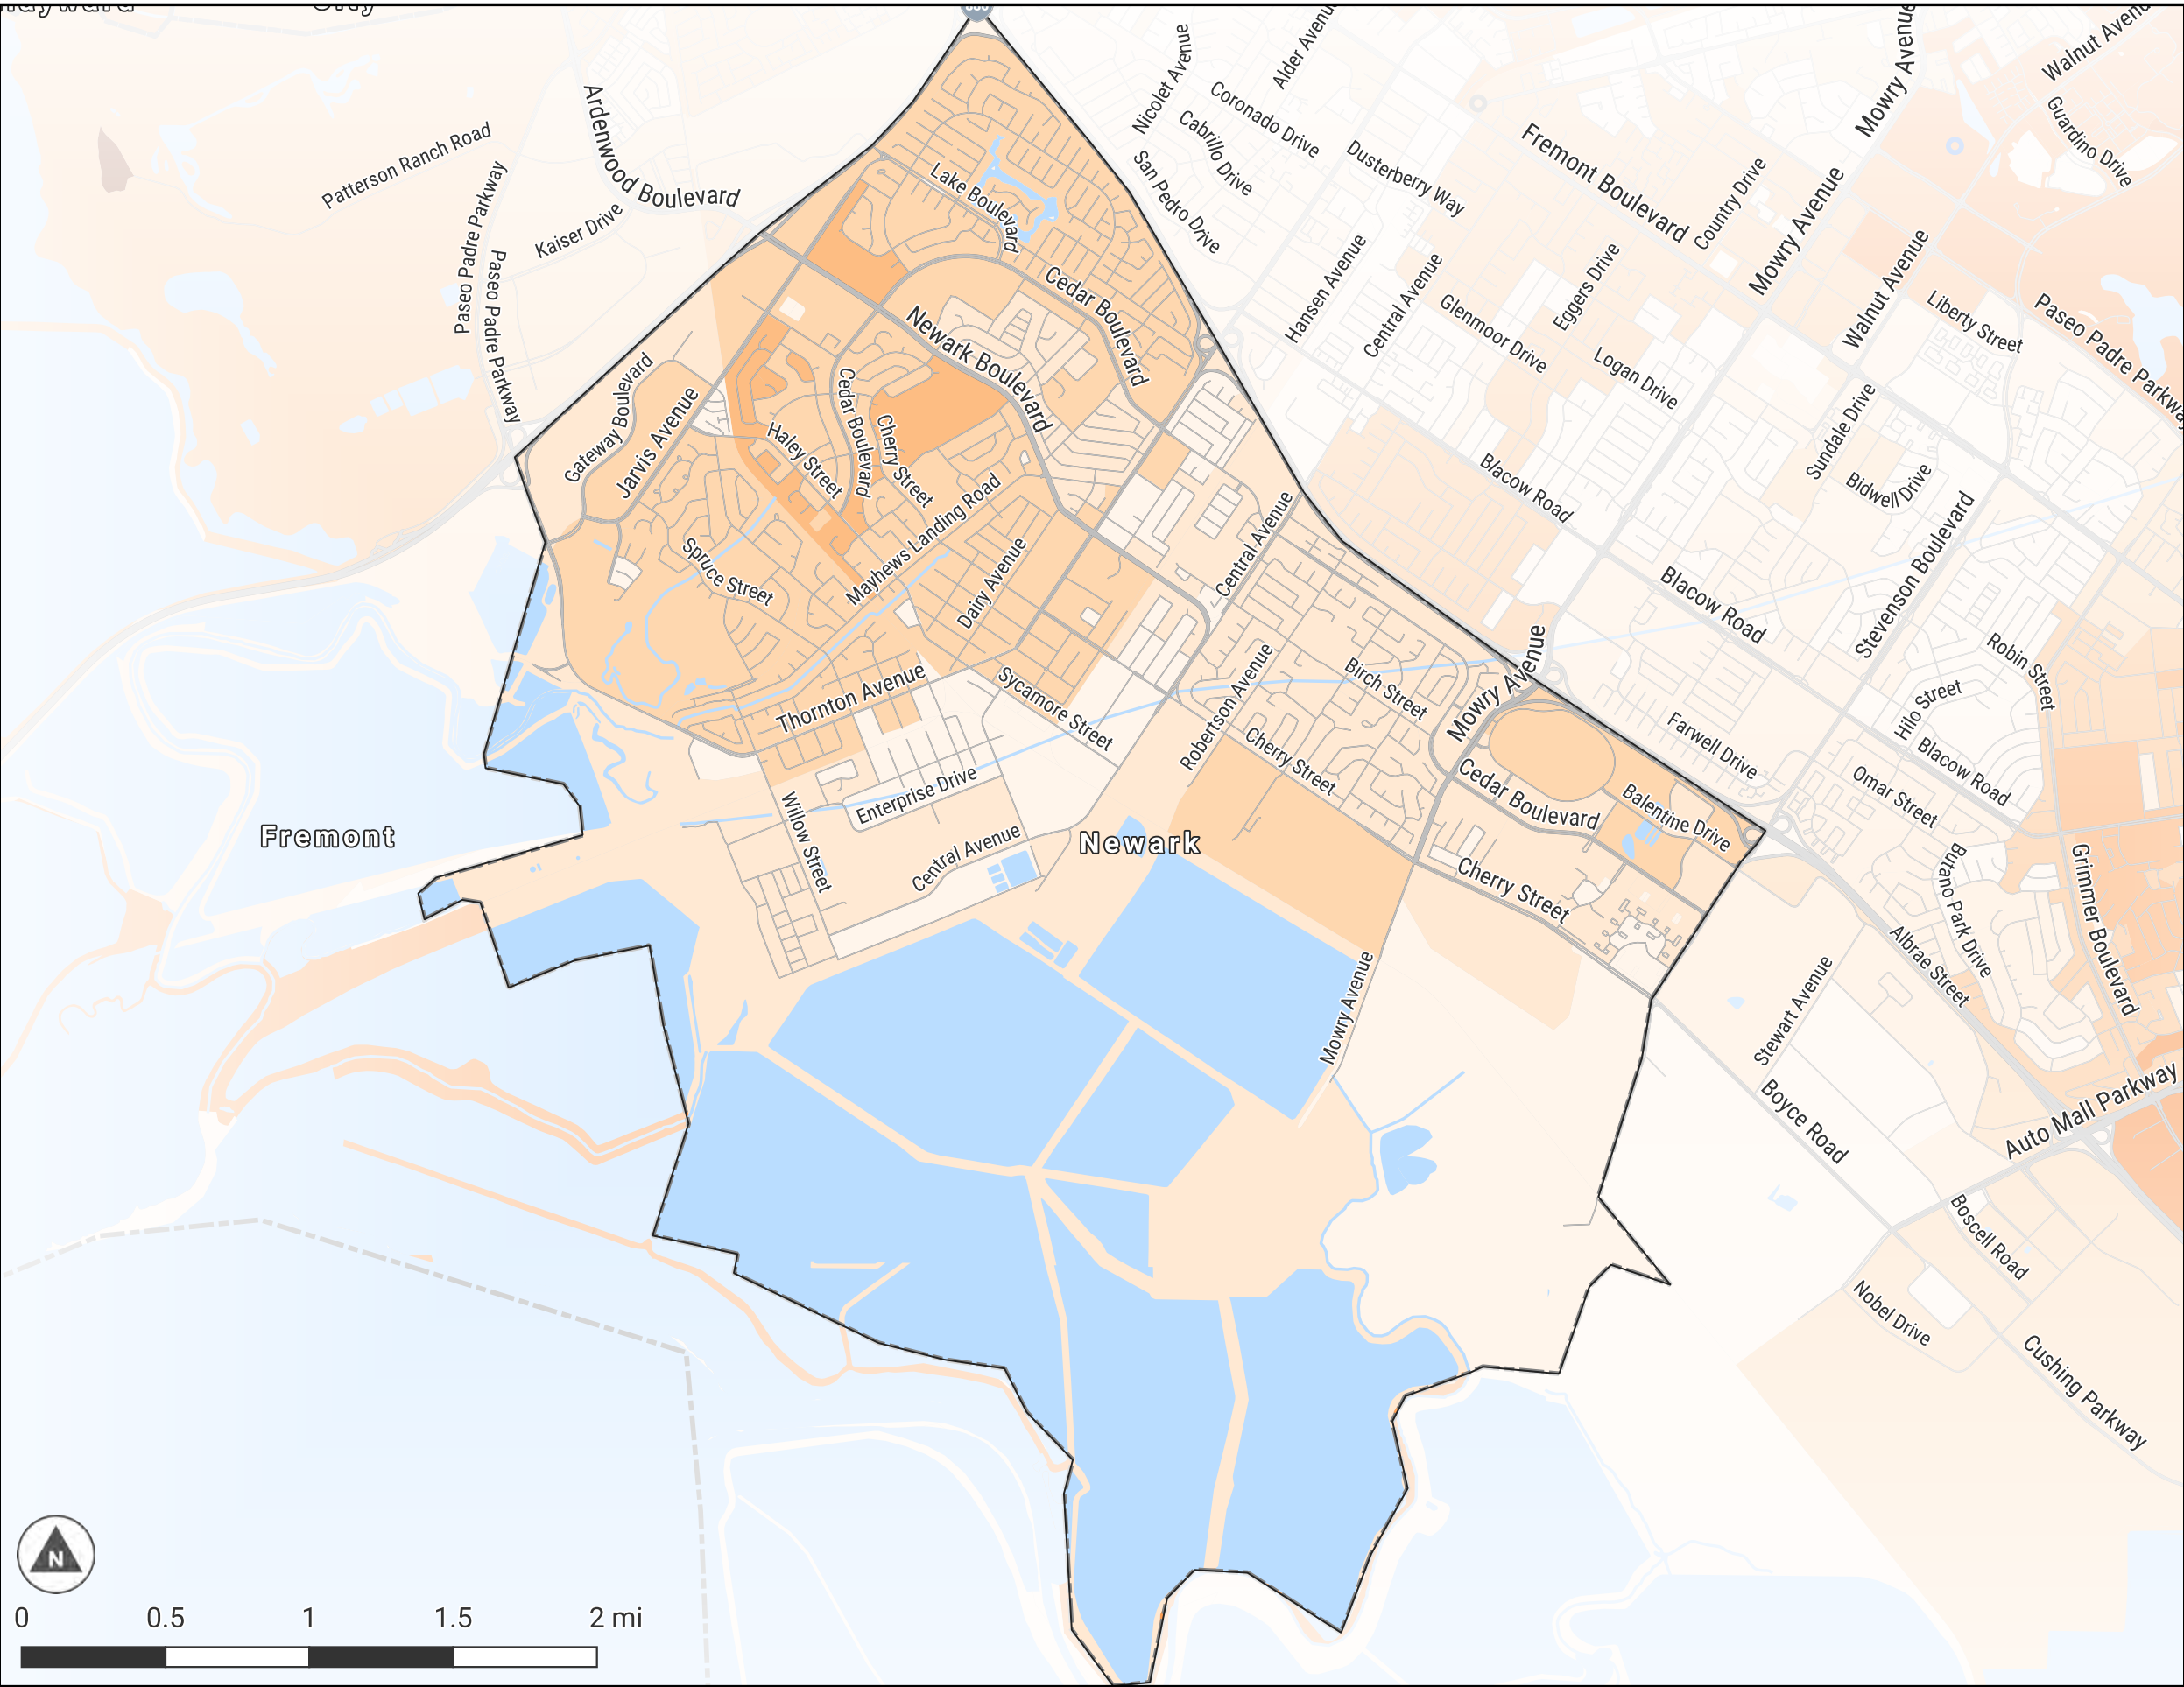 Nicolet Avenue
Alder Avenue
Mowry Avenue
Walnut Avenue
Ardenwood Boulevard
Coronado Drive
Cabrillo Drive
Guardino Drive
Patterson Ranch Road
Dusterberry Way
Fremont Boulevard
Country Drive
San Pedro Drive
Lake Boulevard
Paseo Padre Parkway
Kaiser Drive
Mowry Avenue
Paseo Padre Parkway
Hansen Avenue
Central Avenue
Eggers Drive
Walnut Avenue
Cedar Boulevard
Glenmoor Drive
Liberty Street
Paseo Padre Parkway
Newark Boulevard
Logan Drive
Gateway Boulevard
Jarvis Avenue
Cedar Boulevard
Haley Street
Cherry Street
Sundale Drive
Bidwell Drive
Blacow Road
Stevenson Boulevard
Mayhews Landing Road
Central Avenue
Spruce Street
Dairy Avenue
Blacow Road
Robin Street
Thornton Avenue
Sycamore Street
Robertson Avenue
Birch Street
Mowry Avenue
Hilo Street
Farwell Drive
Blacow Road
Cherry Street
Omar Street
Cedar Boulevard
Balentine Drive
Enterprise Drive
Willow Street
Fremont
Newark
Central Avenue
Cherry Street
Butano Park Drive
Grimmer Boulevard
Albrae Street
Mowry Avenue
Stewart Avenue
Boyce Road
Auto Mall Parkway
Boscell Road
Nobel Drive
Cushing Parkway
N
0 0.5 1 1.5 2 mi